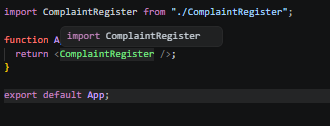 import ComplaintRegister from "./ComplaintRegister";
function A
import ComplaintRegister
return <ComplaintRegister />;
}
export default App;